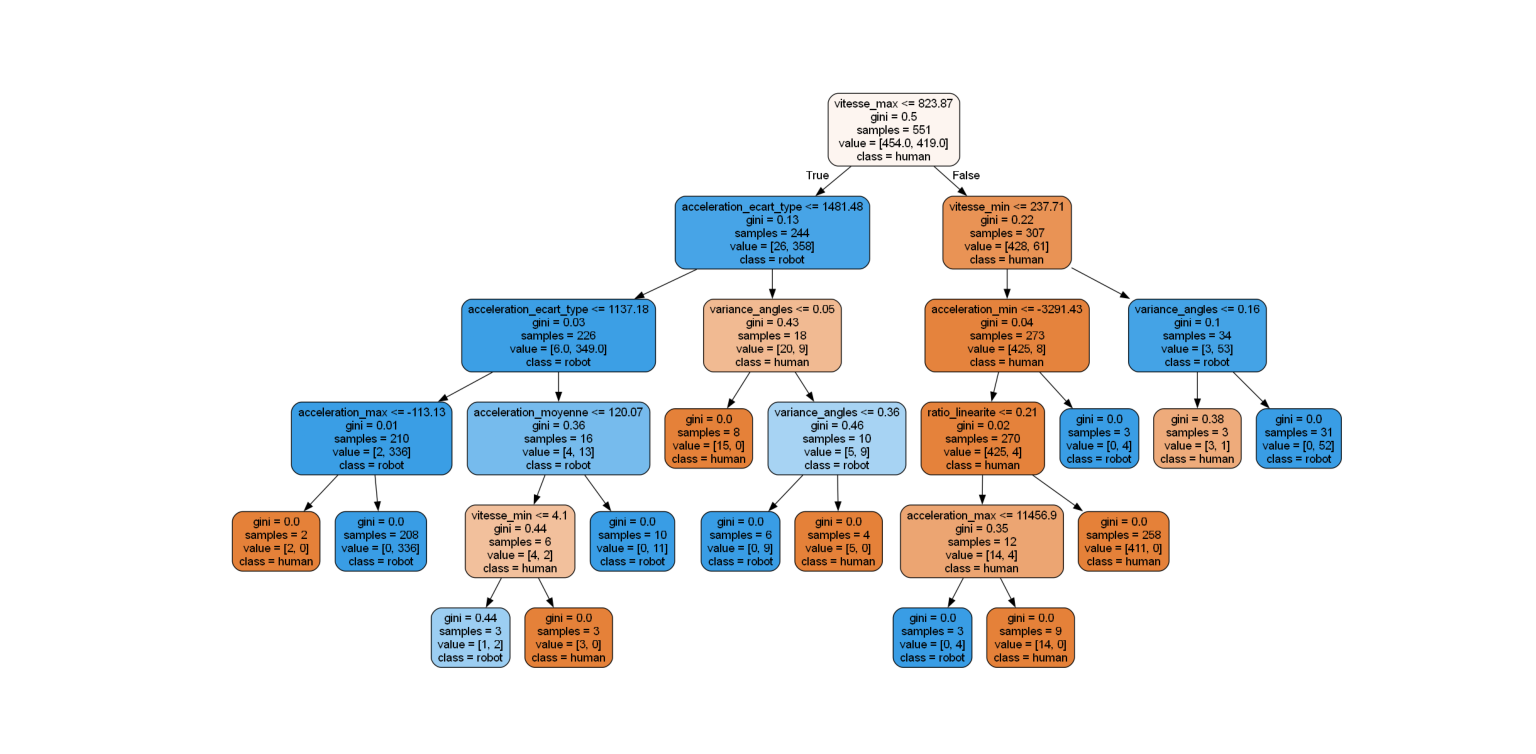 vitesse_max <= 823.87
gini = 0.5
samples = 551
value = [454.0, 419.0]
class = human
True
False
acceleration_ecart_type <= 1481.48
gini = 0.13
samples = 244
value = [26, 358]
class = robot
vitesse_min <= 237.71
gini = 0.22
samples = 307
value = [428, 61]
class = human
acceleration_ecart_type <= 1137.18
gini = 0.03
samples = 226
value = [6.0, 349.0]
class = robot
variance_angles <= 0.05
gini = 0.43
samples = 18
value = [20, 9]
class = human
acceleration_min <= -3291.43
gini = 0.04
samples = 273
value = [425, 8]
class = human
variance_angles <= 0.16
gini = 0.1
samples = 34
value = [3, 53]
class = robot
acceleration_max <= -113.13
gini = 0.01
samples = 210
value = [2, 336]
class = robot
acceleration_moyenne <= 120.07
gini = 0.36
samples = 16
value = [4, 13]
class = robot
gini = 0.0
samples = 8
value = [15, 0]
class = human
variance_angles <= 0.36
gini = 0.46
samples = 10
value = [5, 9]
class = robot
ratio_linearite <= 0.21
gini = 0.02
samples = 270
value = [425, 4]
class = human
gini = 0.0
samples = 3
value = [0, 4]
class = robot
gini = 0.38
samples = 3
value = [3, 1]
class = human
gini = 0.0
samples = 31
value = [0, 52]
class = robot
gini = 0.0
samples = 2
value = [2, 0]
class = human
gini = 0.0
samples = 208
value = [0, 336]
class = robot
vitesse_min <= 4.1
gini = 0.44
samples = 6
value = [4, 2]
class = human
gini = 0.0
samples = 10
value = [0, 11]
class = robot
gini = 0.0
samples = 6
value = [0, 9]
class = robot
gini = 0.0
samples = 4
value = [5, 0]
class = human
acceleration_max <= 11456.9
gini = 0.35
samples = 12
value = [14, 4]
class = human
gini = 0.0
samples = 258
value = [411, 0]
class = human
gini = 0.44
samples = 3
value = [1, 2]
class = robot
gini = 0.0
samples = 3
value = [3, 0]
class = human
gini = 0.0
samples = 3
value = [0, 4]
class = robot
gini = 0.0
samples = 9
value = [14, 0]
class = human